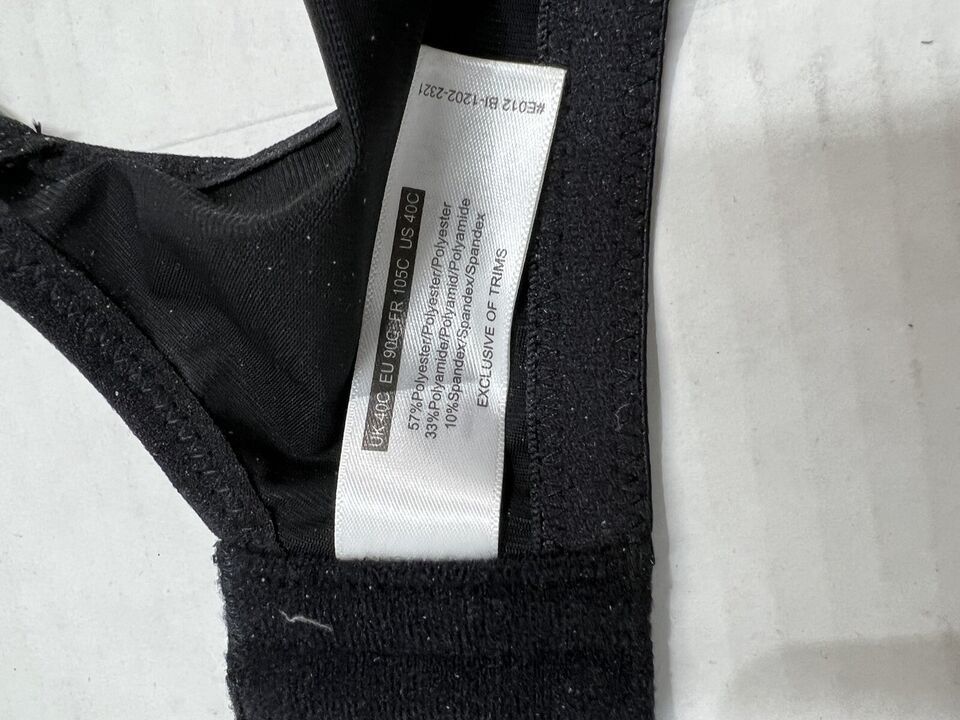 #E012 BI-1202-2321
UK 40C EU 90C FR 105C US 40C
57%Polyester/Polyester/Polyester
33%Polyamide/Polyamid/Polyamide
10%Spandex/Spandex/Spandex
EXCLUSIVE OF TRIMS